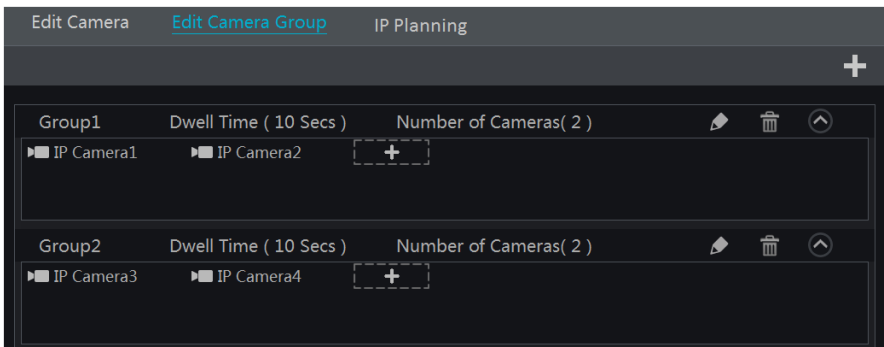 Edit Camera Edit Camera Group IP Planning
Group1 Dwell Time ( 10 Secs ) Number of Cameras( 2 )
IP Camera1 IP Camera2
Group2 Dwell Time ( 10 Secs ) Number of Cameras( 2 )
IP Camera3 IP Camera4